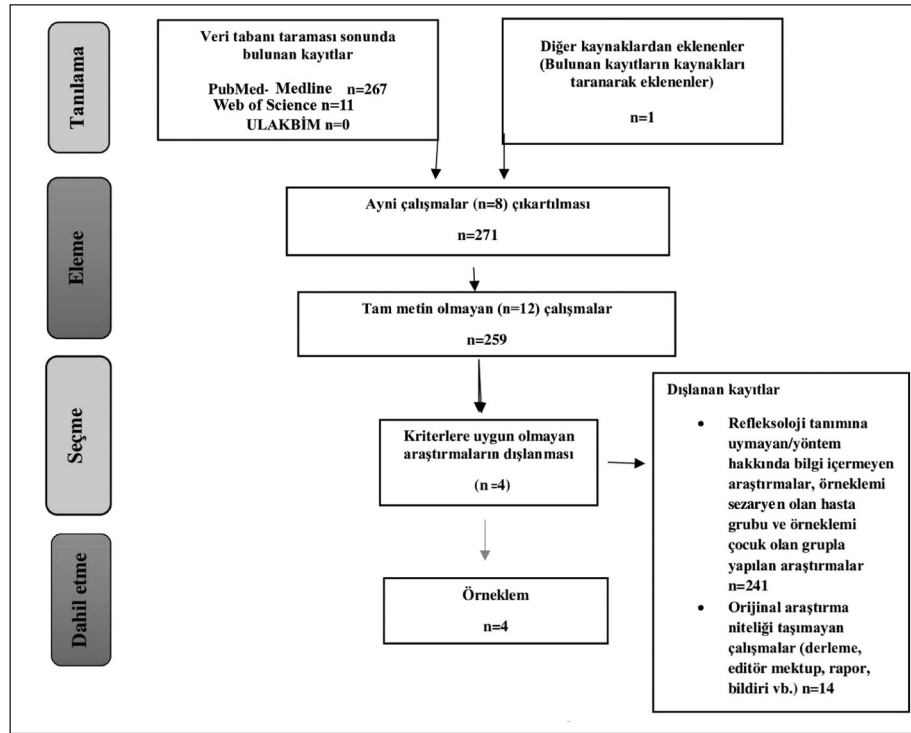 Tanılama
Veri tabanı taraması sonunda
bulunan kayıtlar
PubMed- Medline n=267
Web of Science n=11
ULAKBİM n=0
Diğer kaynaklardan eklenenler
(Bulunan kayıtların kaynakları
taranarak eklenenler)
n=1
Eleme
Ayni çalışmalar (n=8) çıkartılması
n=271
Tam metin olmayan (n=12) çalışmalar
n=259
Seçme
Kriterlere uygun olmayan
araştırmaların dışlanması
(n =4)
Dışlanan kayıtlar
• Refleksoloji tanımına
uymayan/yöntem
hakkında bilgi içermeyen
araştırmalar, örneklemi
sezaryen olan hasta
grubu ve örneklemi
çocuk olan grupla
yapılan araştırmalar
n=241
• Orijinal araştırma
niteliği taşımayan
çalışmalar (derleme,
editör mektup, rapor,
bildiri vb.) n=14
Dahil etme
Örneklem
n=4